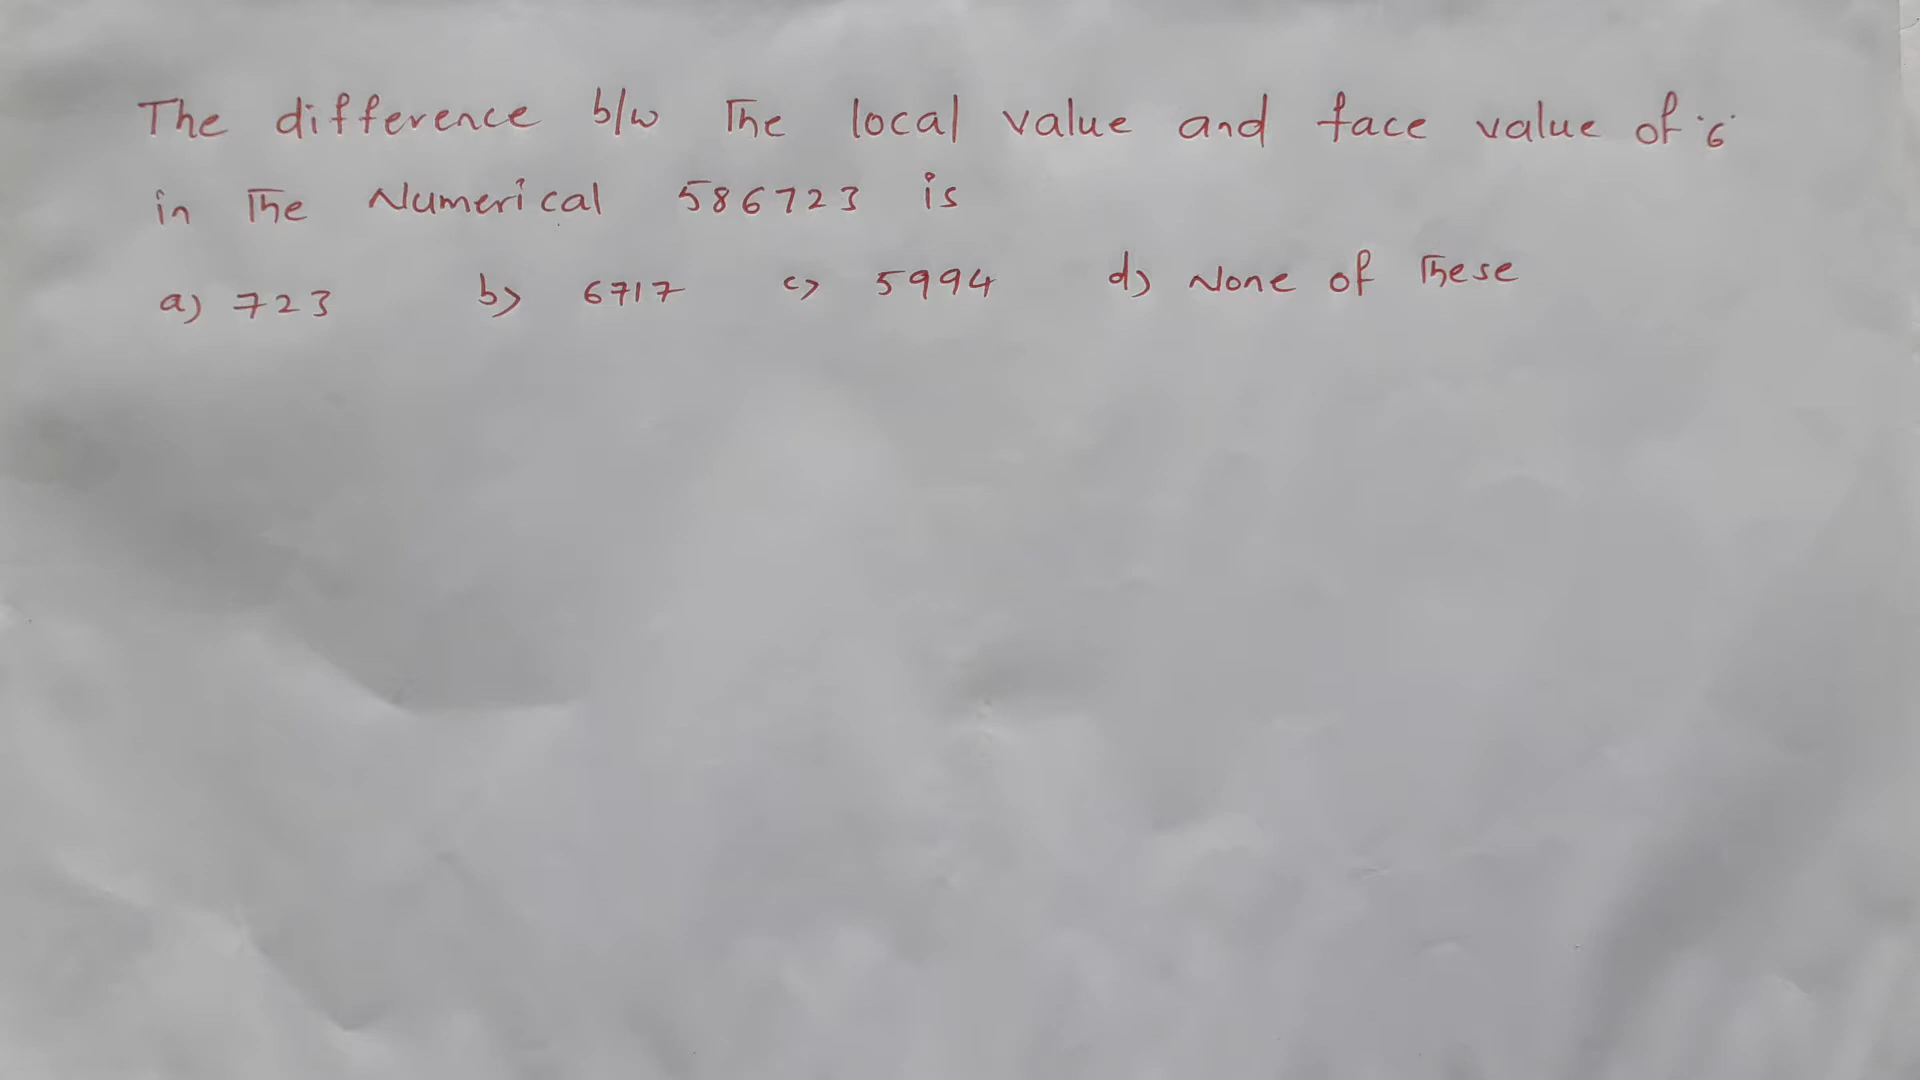 The difference b/w The local value and face value of '6'
in The Numerical 586723 is
a) 723 b) 6717 c) 5994 d) None of These